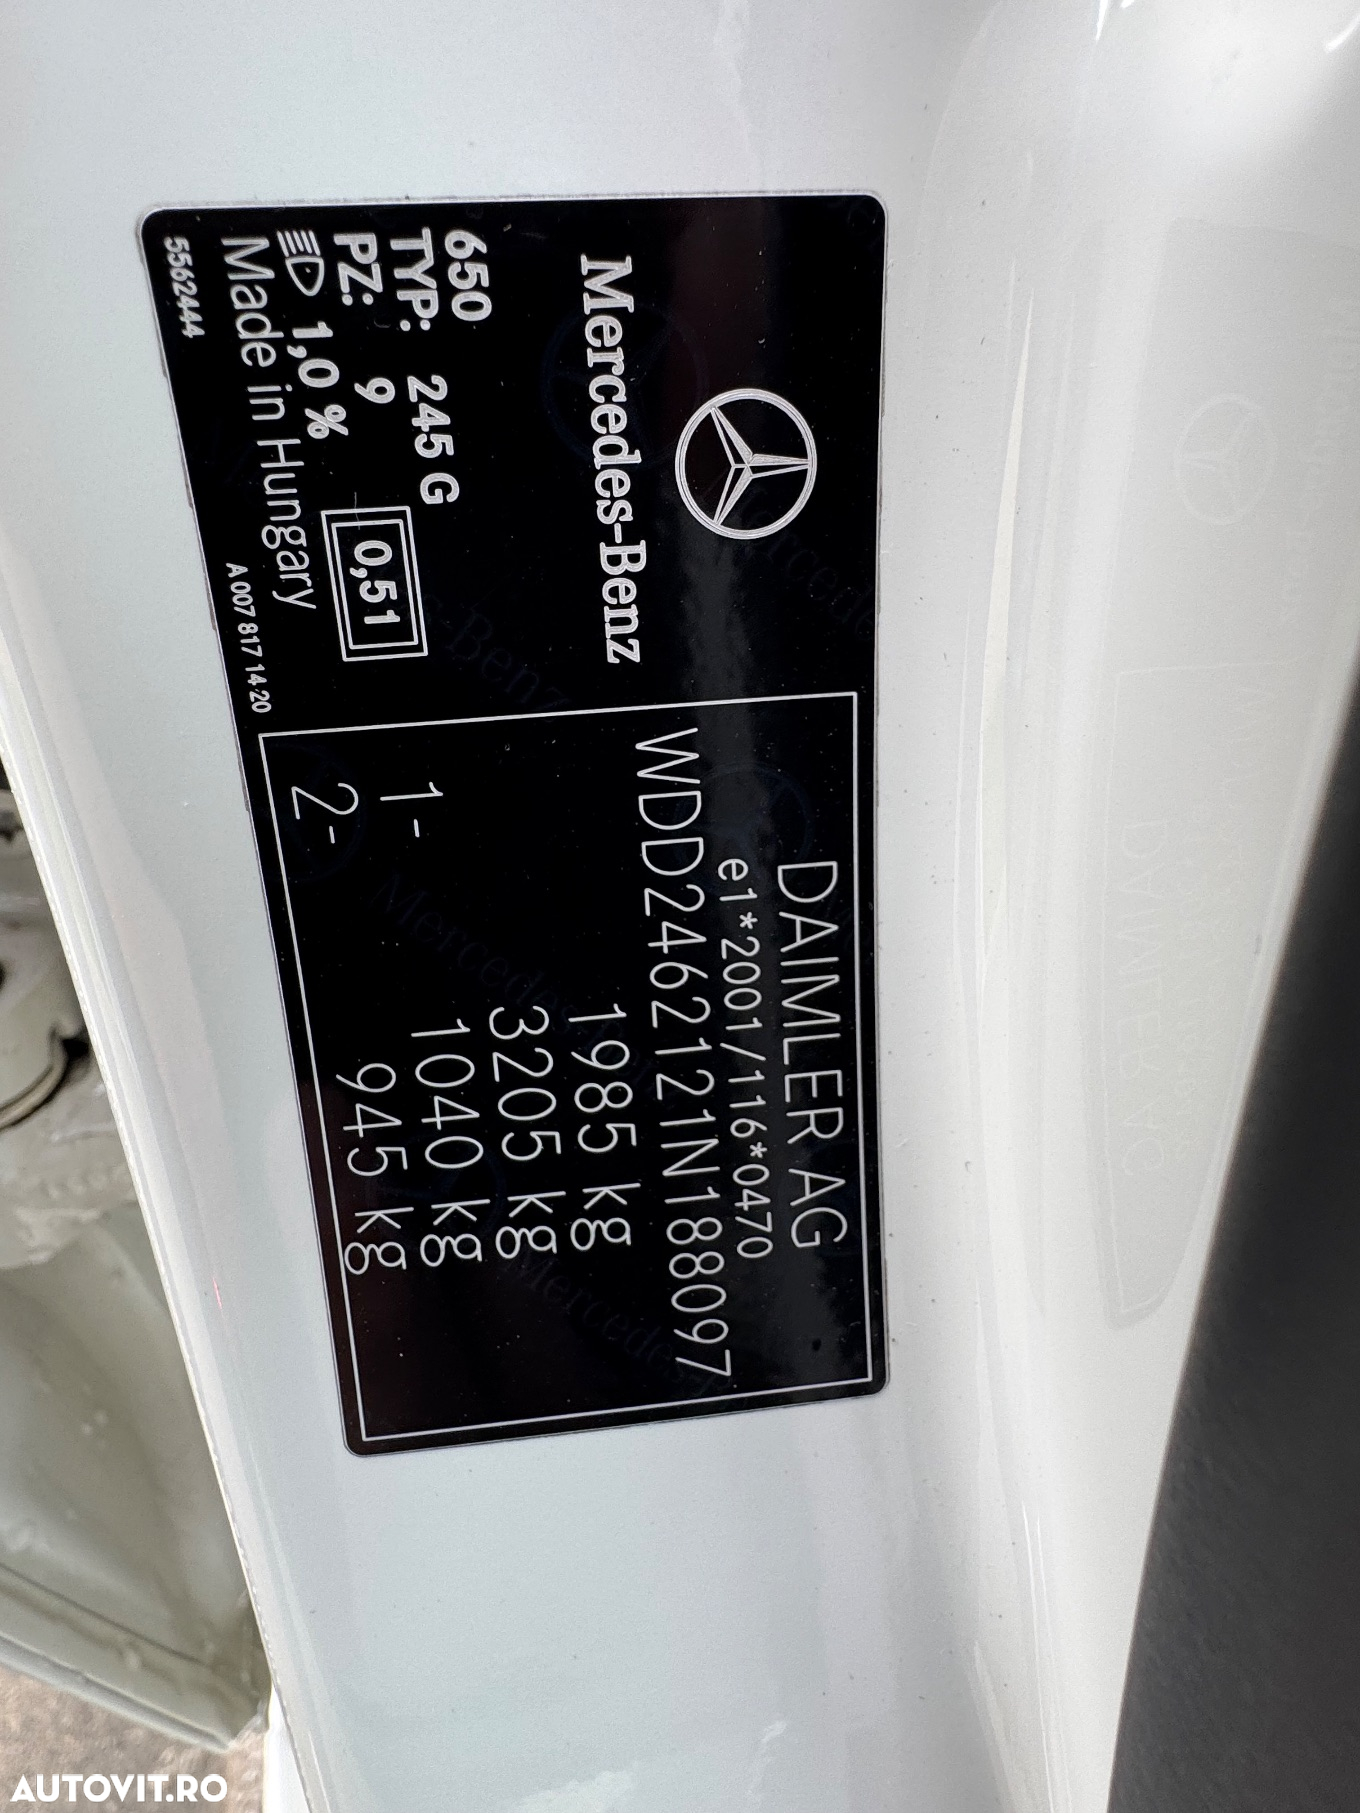 Mercedes-Benz
650
TYP: 245 G
PZ: 9
1,0 %
0,51
Made in Hungary
5562444
A 007 817 14 20
DAIMLER AG
e1*2001/116*0470
WDD2462121N188097
1985 kg
3205 kg
1- 1040 kg
2- 945 kg
AUTOVIT.RO